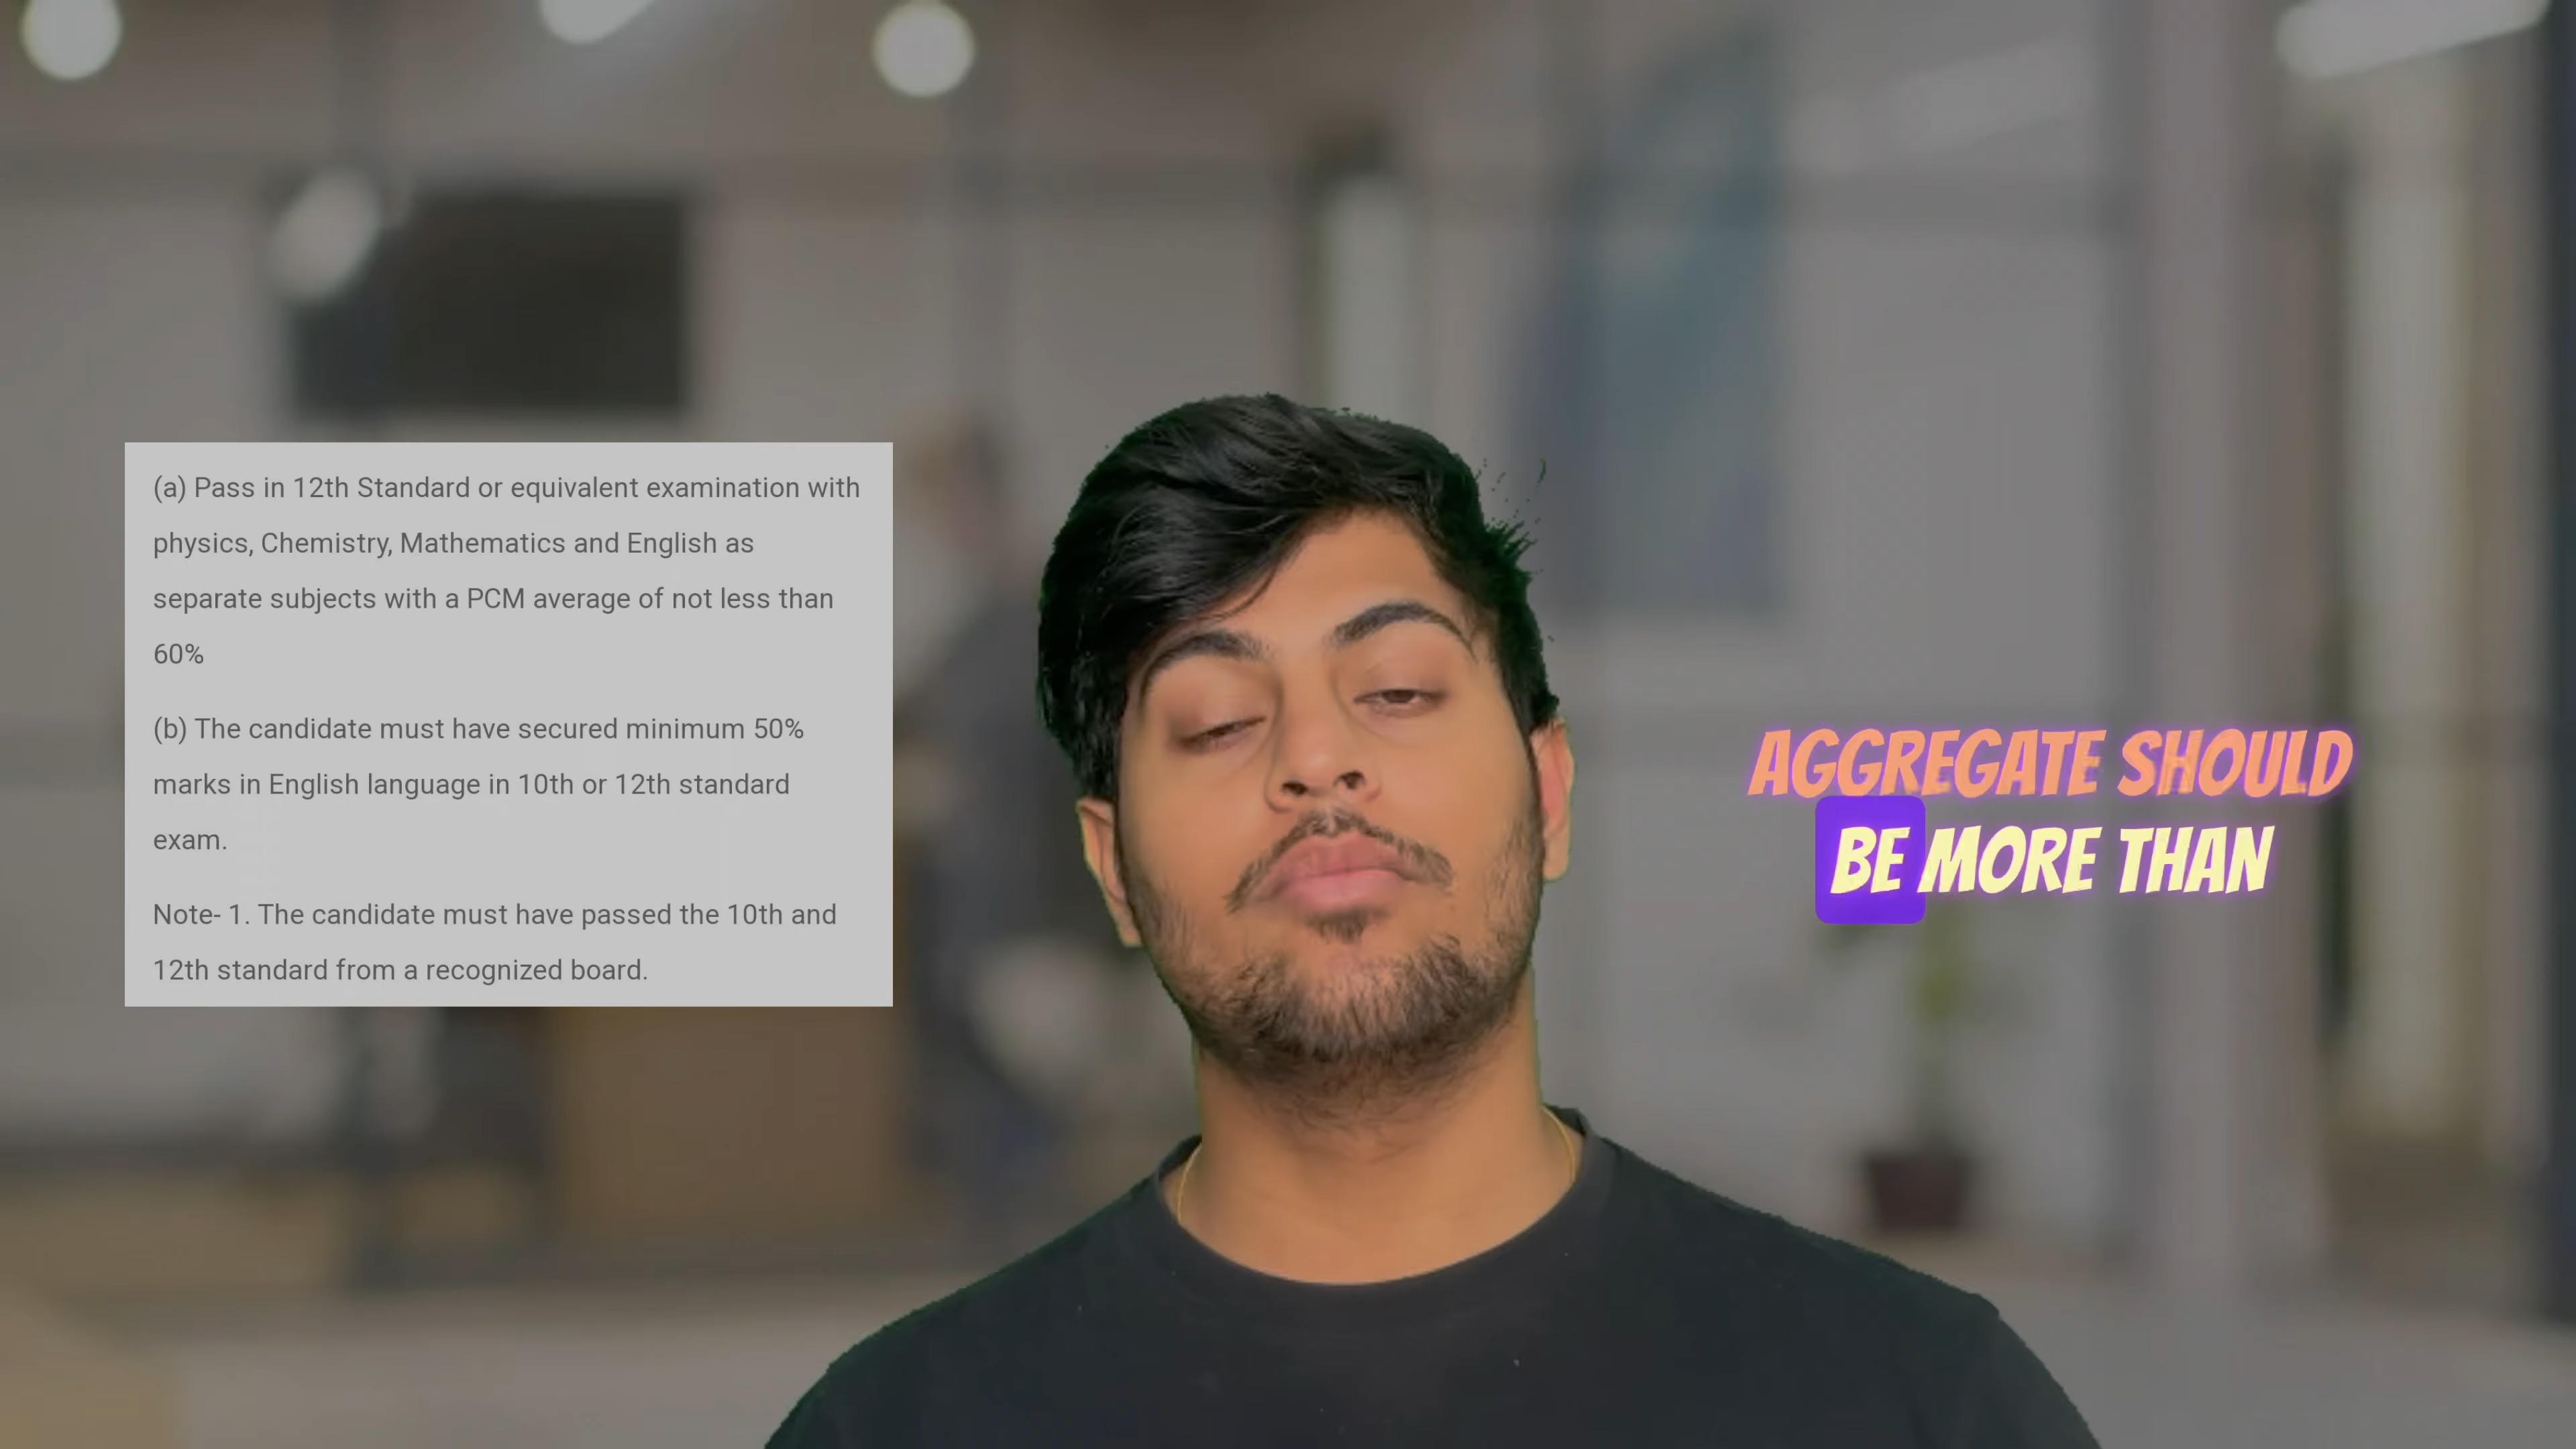 (a) Pass in 12th Standard or equivalent examination with
physics, Chemistry, Mathematics and English as
separate subjects with a PCM average of not less than
60%
(b) The candidate must have secured minimum 50%
marks in English language in 10th or 12th standard
exam.
Note- 1. The candidate must have passed the 10th and
12th standard from a recognized board.
AGGREGATE SHOULD
BE MORE THAN